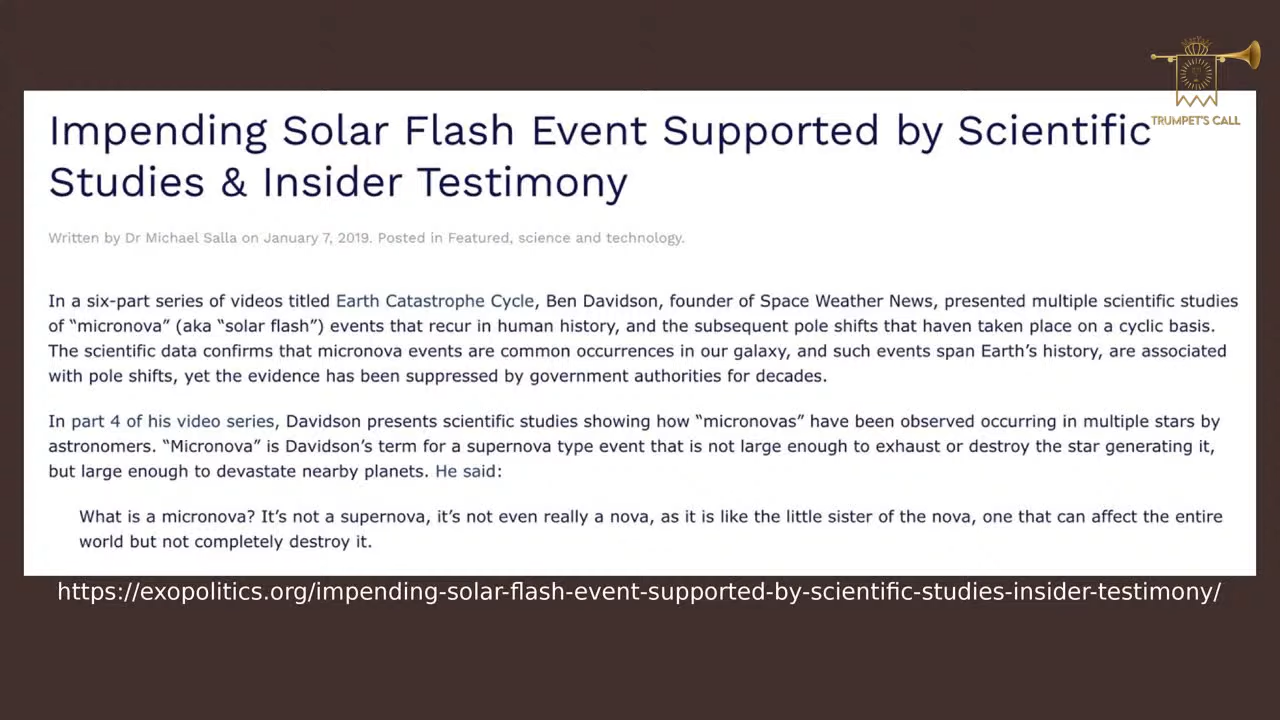 TRUMPET'S CALL
Impending Solar Flash Event Supported by Scientific
Studies & Insider Testimony
Written by Dr Michael Salla on January 7, 2019. Posted in Featured, science and technology.
In a six-part series of videos titled Earth Catastrophe Cycle, Ben Davidson, founder of Space Weather News, presented multiple scientific studies
of “micronova” (aka “solar flash”) events that recur in human history, and the subsequent pole shifts that haven taken place on a cyclic basis.
The scientific data confirms that micronova events are common occurrences in our galaxy, and such events span Earth’s history, are associated
with pole shifts, yet the evidence has been suppressed by government authorities for decades.
In part 4 of his video series, Davidson presents scientific studies showing how “micronovas” have been observed occurring in multiple stars by
astronomers. “Micronova” is Davidson’s term for a supernova type event that is not large enough to exhaust or destroy the star generating it,
but large enough to devastate nearby planets. He said:
What is a micronova? It’s not a supernova, it’s not even really a nova, as it is like the little sister of the nova, one that can affect the entire
world but not completely destroy it.
https://exopolitics.org/impending-solar-flash-event-supported-by-scientific-studies-insider-testimony/